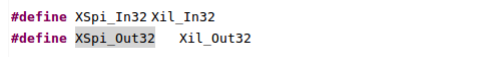 #define XSpi_In32 Xil_In32
#define XSpi_Out32 Xil_Out32